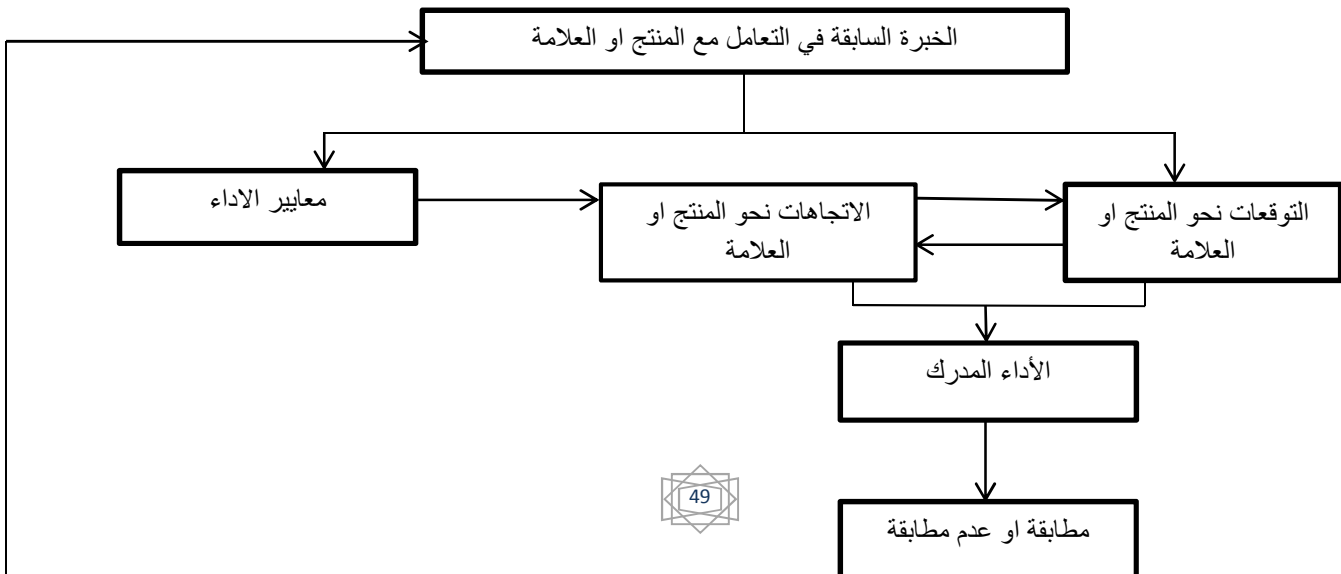 الخبرة السابقة في التعامل مع المنتج او العلامة
معايير الاداء
الاتجاهات نحو المنتج او
العلامة
التوقعات نحو المنتج او
العلامة
الأداء المدرك
49
مطابقة او عدم مطابقة